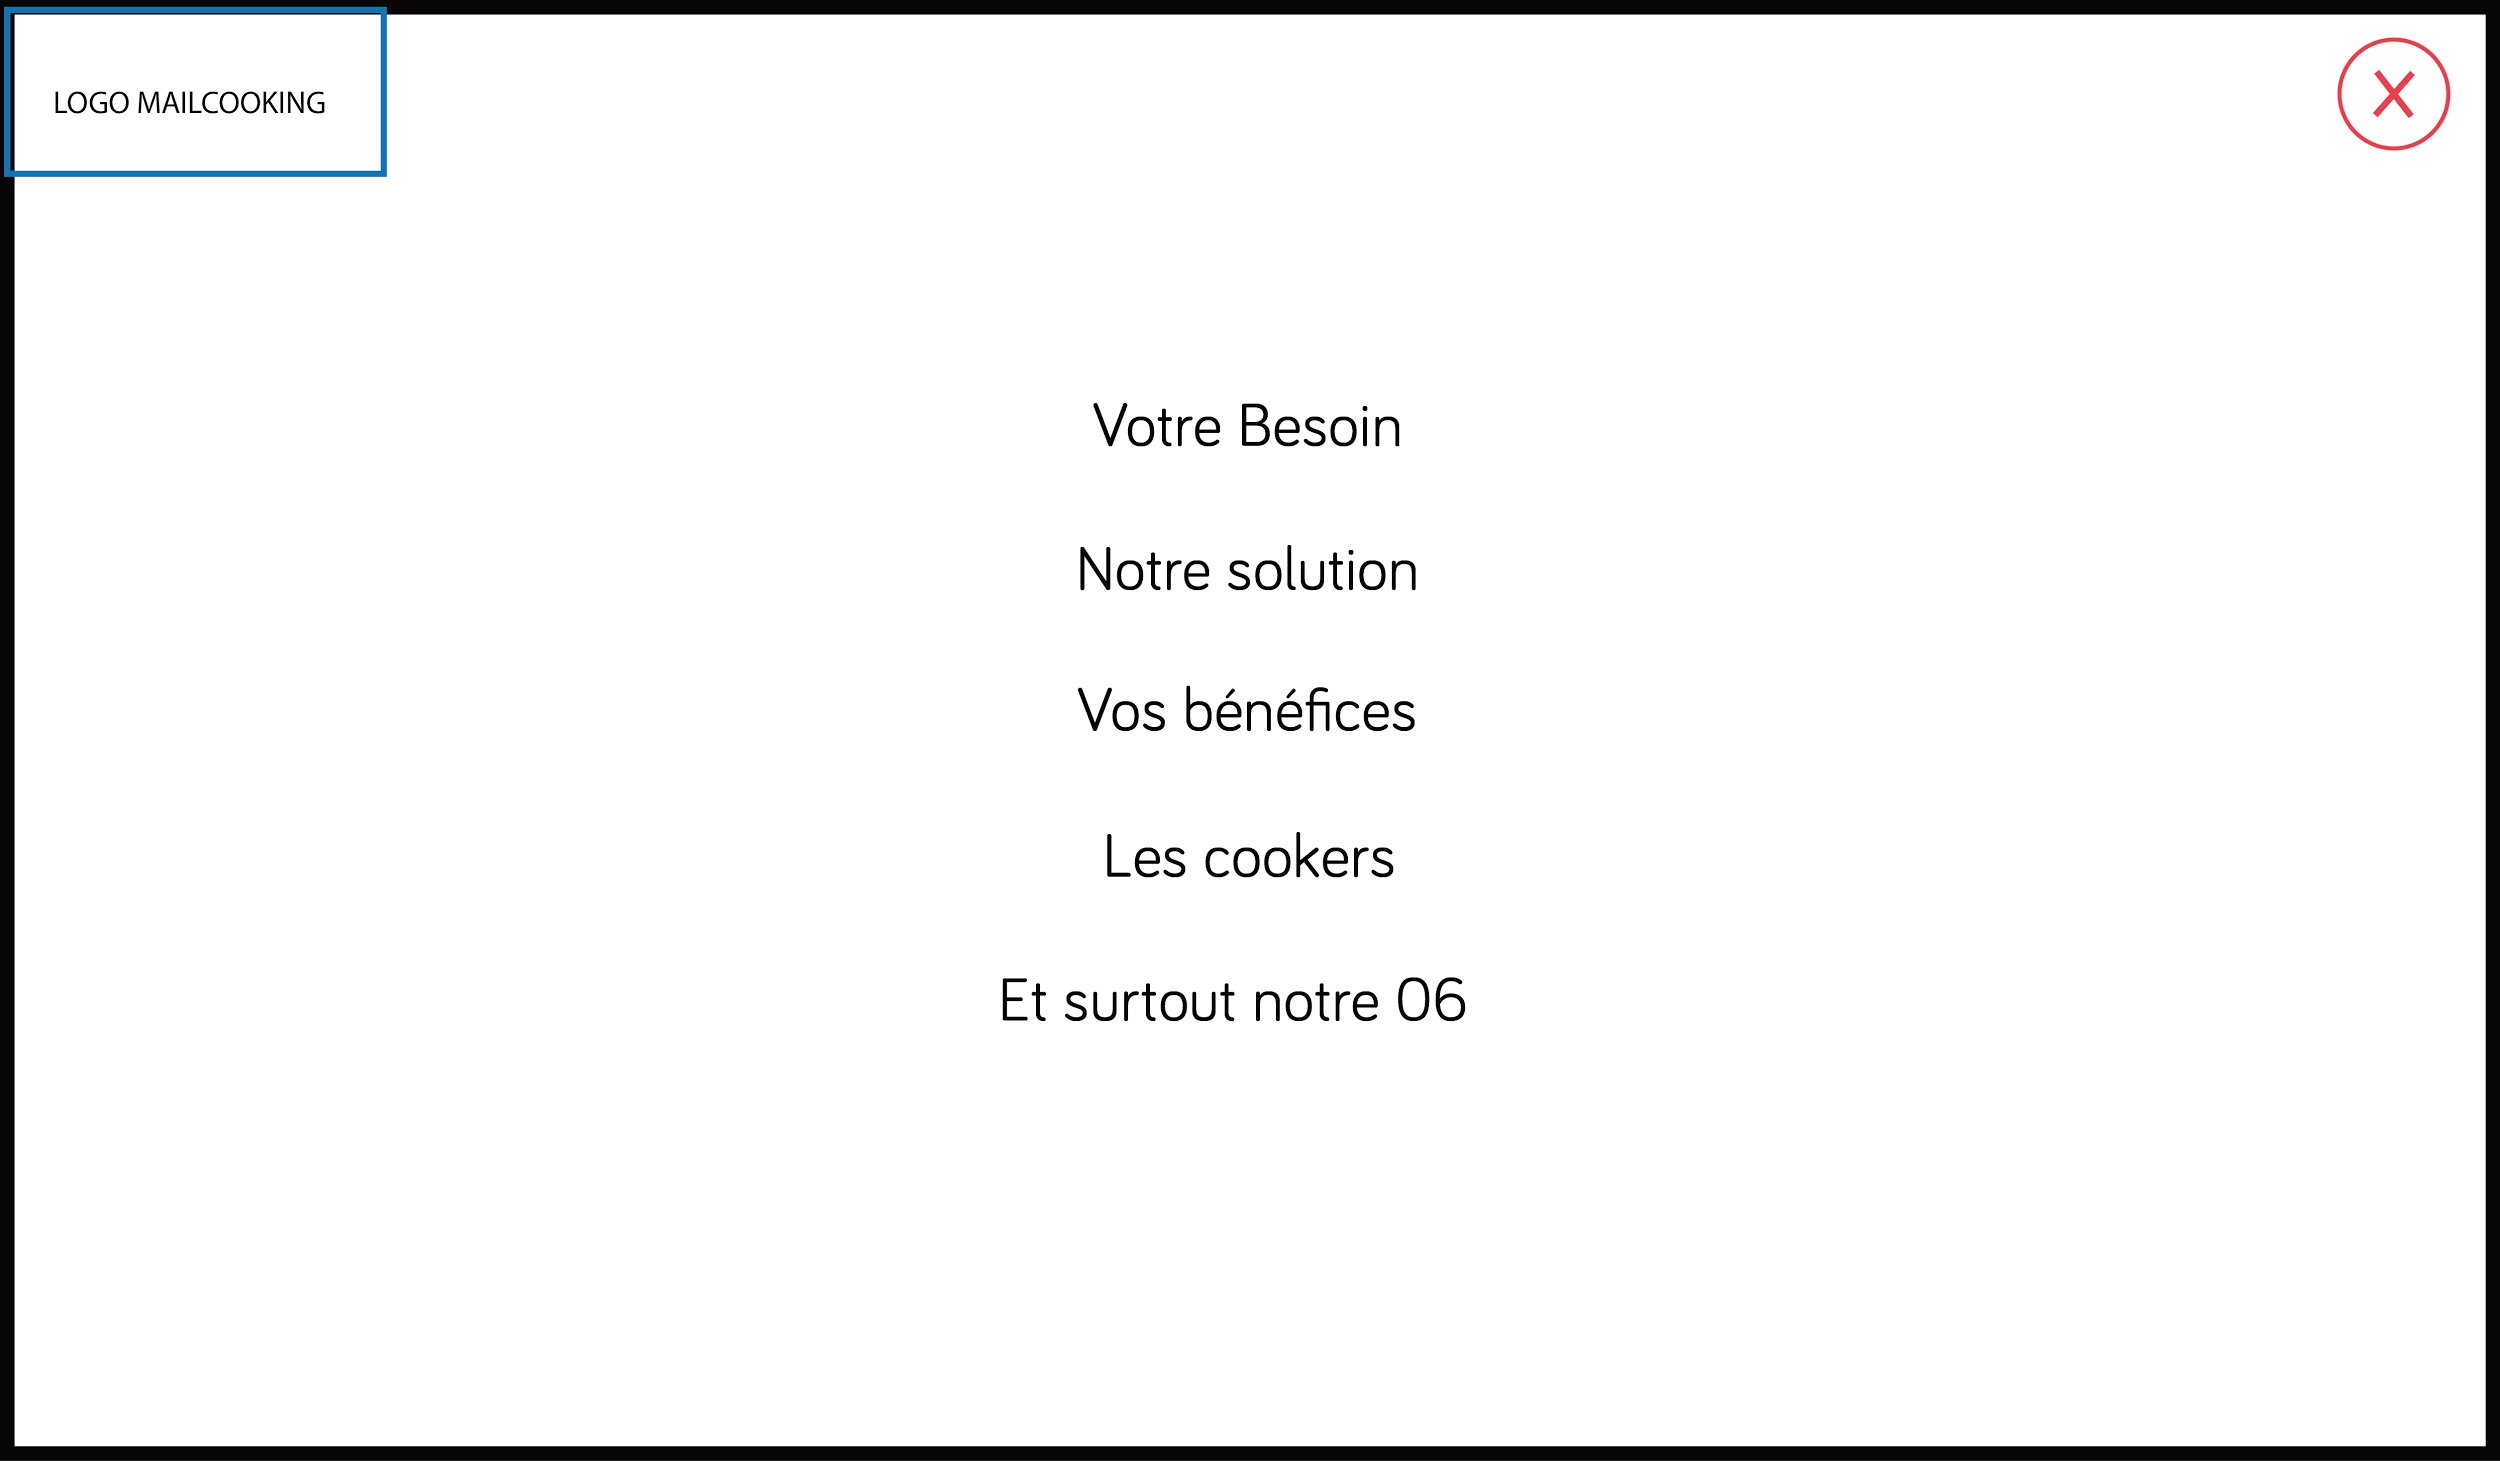 LOGO MAILCOOKING
X
Votre Besoin
Notre solution
Vos bénéfices
Les cookers
Et surtout notre 06